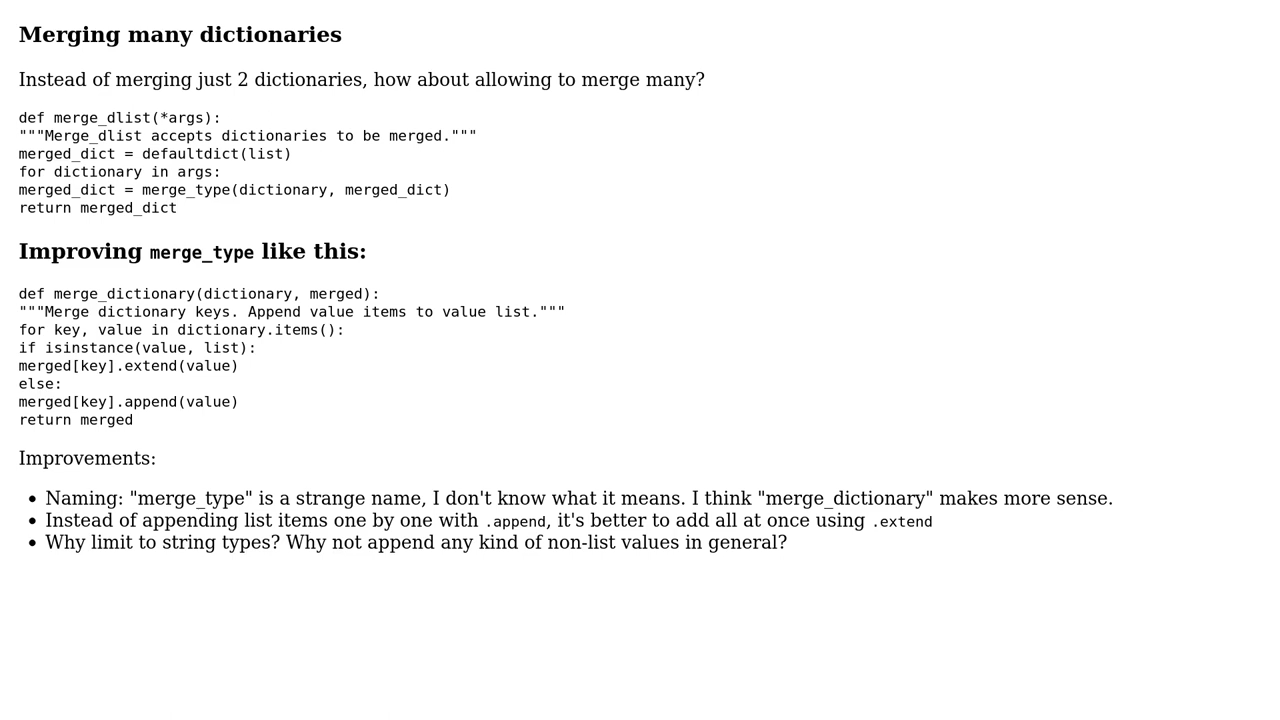 Merging many dictionaries
Instead of merging just 2 dictionaries, how about allowing to merge many?
def merge_dlist(*args):
"""Merge_dlist accepts dictionaries to be merged."""
merged_dict = defaultdict(list)
for dictionary in args:
merged_dict = merge_type(dictionary, merged_dict)
return merged_dict
Improving merge_type like this:
def merge_dictionary(dictionary, merged):
"""Merge dictionary keys. Append value items to value list."""
for key, value in dictionary.items():
if isinstance(value, list):
merged[key].extend(value)
else:
merged[key].append(value)
return merged
Improvements:
• Naming: "merge_type" is a strange name, I don't know what it means. I think "merge_dictionary" makes more sense.
• Instead of appending list items one by one with .append, it's better to add all at once using .extend
• Why limit to string types? Why not append any kind of non-list values in general?